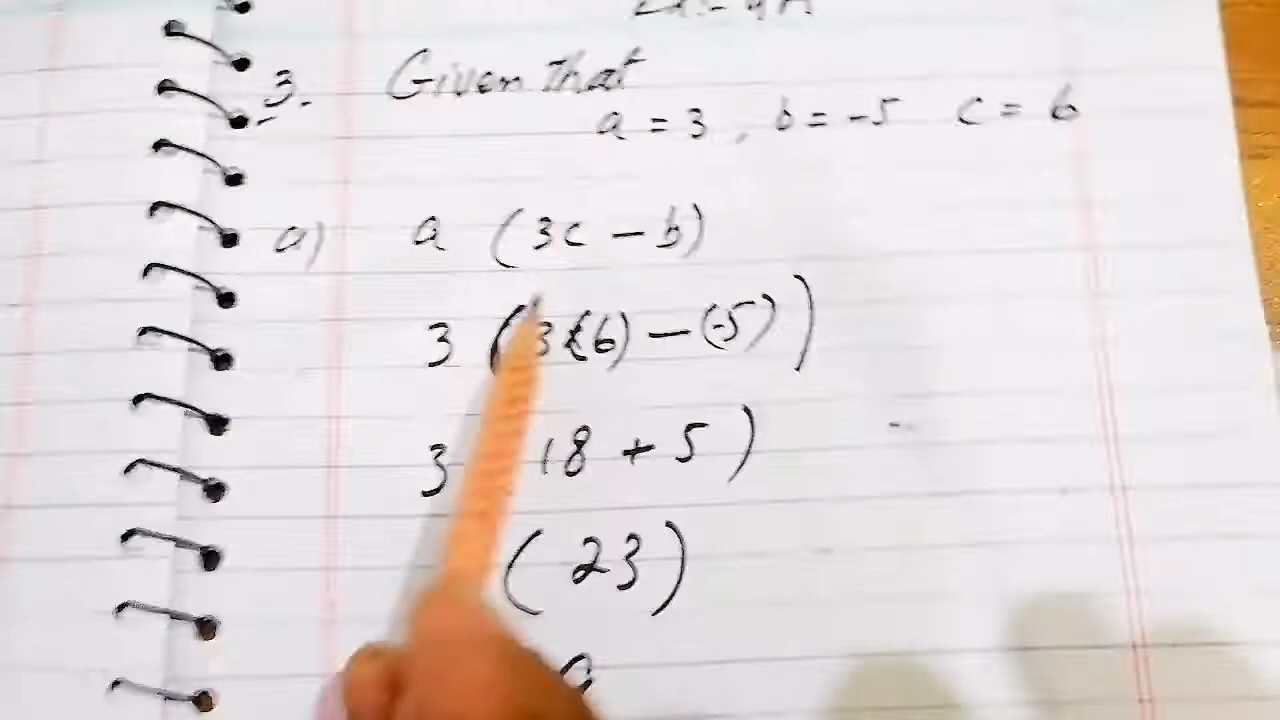 3. Given that
a = 3, b = -5 c = 6
a) a (3c - b)
3 (3(6) - (-5))
3 18 + 5)
(23)